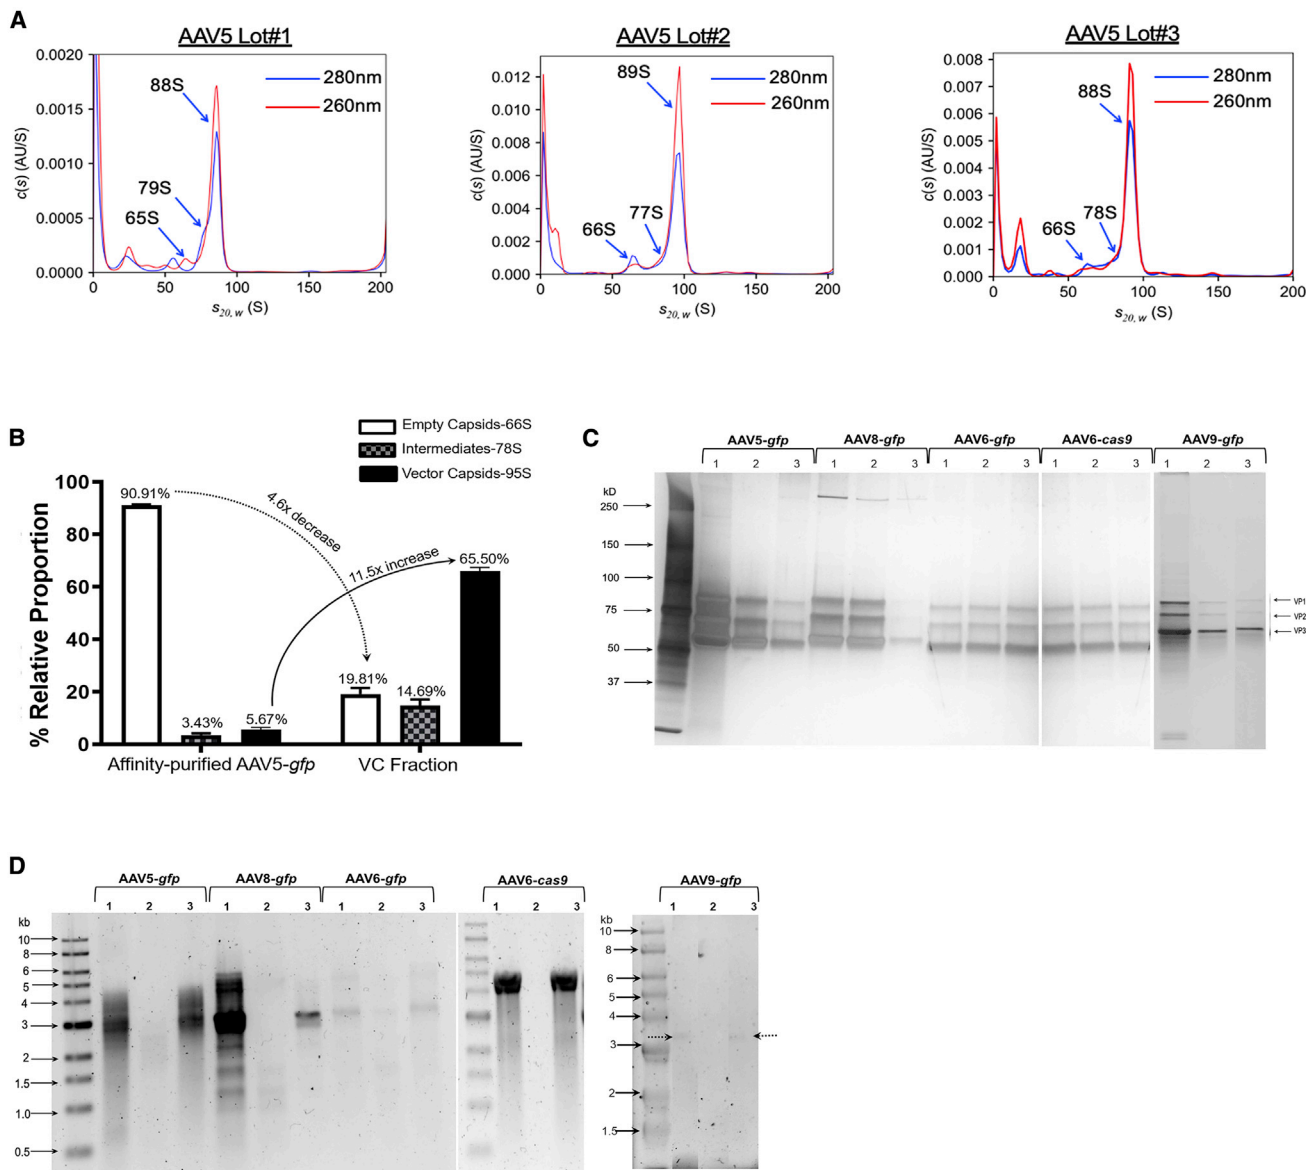 A
AAV5 Lot#1
0.0020
0.0015
0.0010
0.0005
0.0000
c(s) (AU/S)
88S
79S
65S
280nm
260nm
0 50 100 150 200
s20, w (S)
AAV5 Lot#2
0.012
0.010
0.008
0.006
0.004
0.002
0.000
c(s) (AU/S)
89S
66S
77S
280nm
260nm
0 50 100 150 200
s20, w (S)
AAV5 Lot#3
0.008
0.007
0.006
0.005
0.004
0.003
0.002
0.001
0.000
c(s) (AU/S)
88S
66S
78S
280nm
260nm
0 50 100 150 200
s20, w (S)
B
Empty Capsids-66S
Intermediates-78S
Vector Capsids-95S
% Relative Proportion
100
80
60
40
20
0
90.91%
3.43%
5.67%
4.6x decrease
11.5x increase
19.81%
14.69%
65.50%
Affinity-purified AAV5-gfp
VC Fraction
C
AAV5-gfp AAV8-gfp AAV6-gfp AAV6-cas9 AAV9-gfp
1 2 3 1 2 3 1 2 3 1 2 3 1 2 3
kD
250
150
100
75
50
37
VP1
VP2
VP3
D
AAV5-gfp AAV8-gfp AAV6-gfp
1 2 3 1 2 3 1 2 3
kb
10
8
6
5
4
3
2
1.5
1.0
0.5
AAV6-cas9
1 2 3
AAV9-gfp
1 2 3
kb
10
8
6
5
4
3
2
1.5